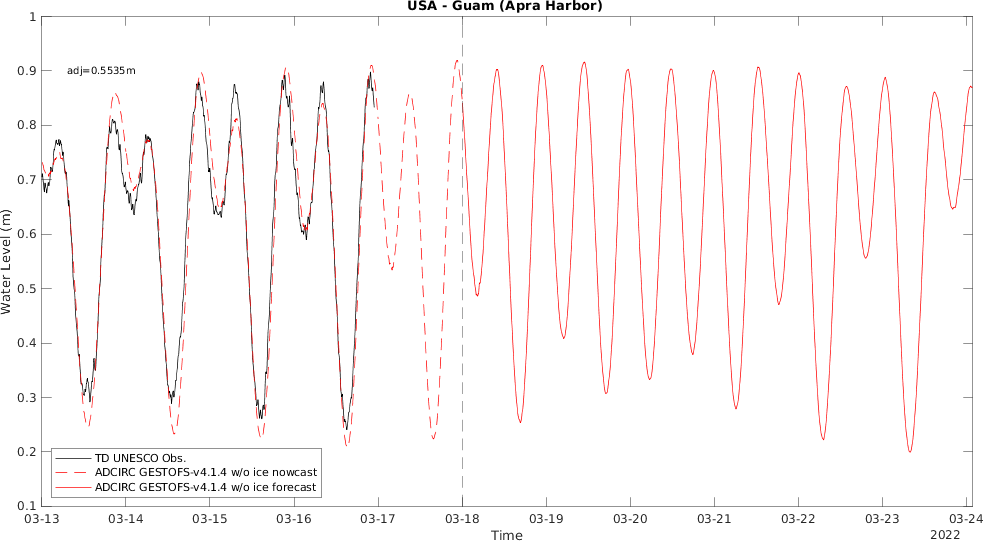 USA - Guam (Apra Harbor)
1
0.9
0.8
0.7
0.6
0.5
0.4
0.3
0.2
0.1
Water Level (m)
adj=0.5535m
TD UNESCO Obs.
ADCIRC GESTOFS-v4.1.4 w/o ice nowcast
ADCIRC GESTOFS-v4.1.4 w/o ice forecast
03-13 03-14 03-15 03-16 03-17 03-18 03-19 03-20 03-21 03-22 03-23 03-24
Time
2022